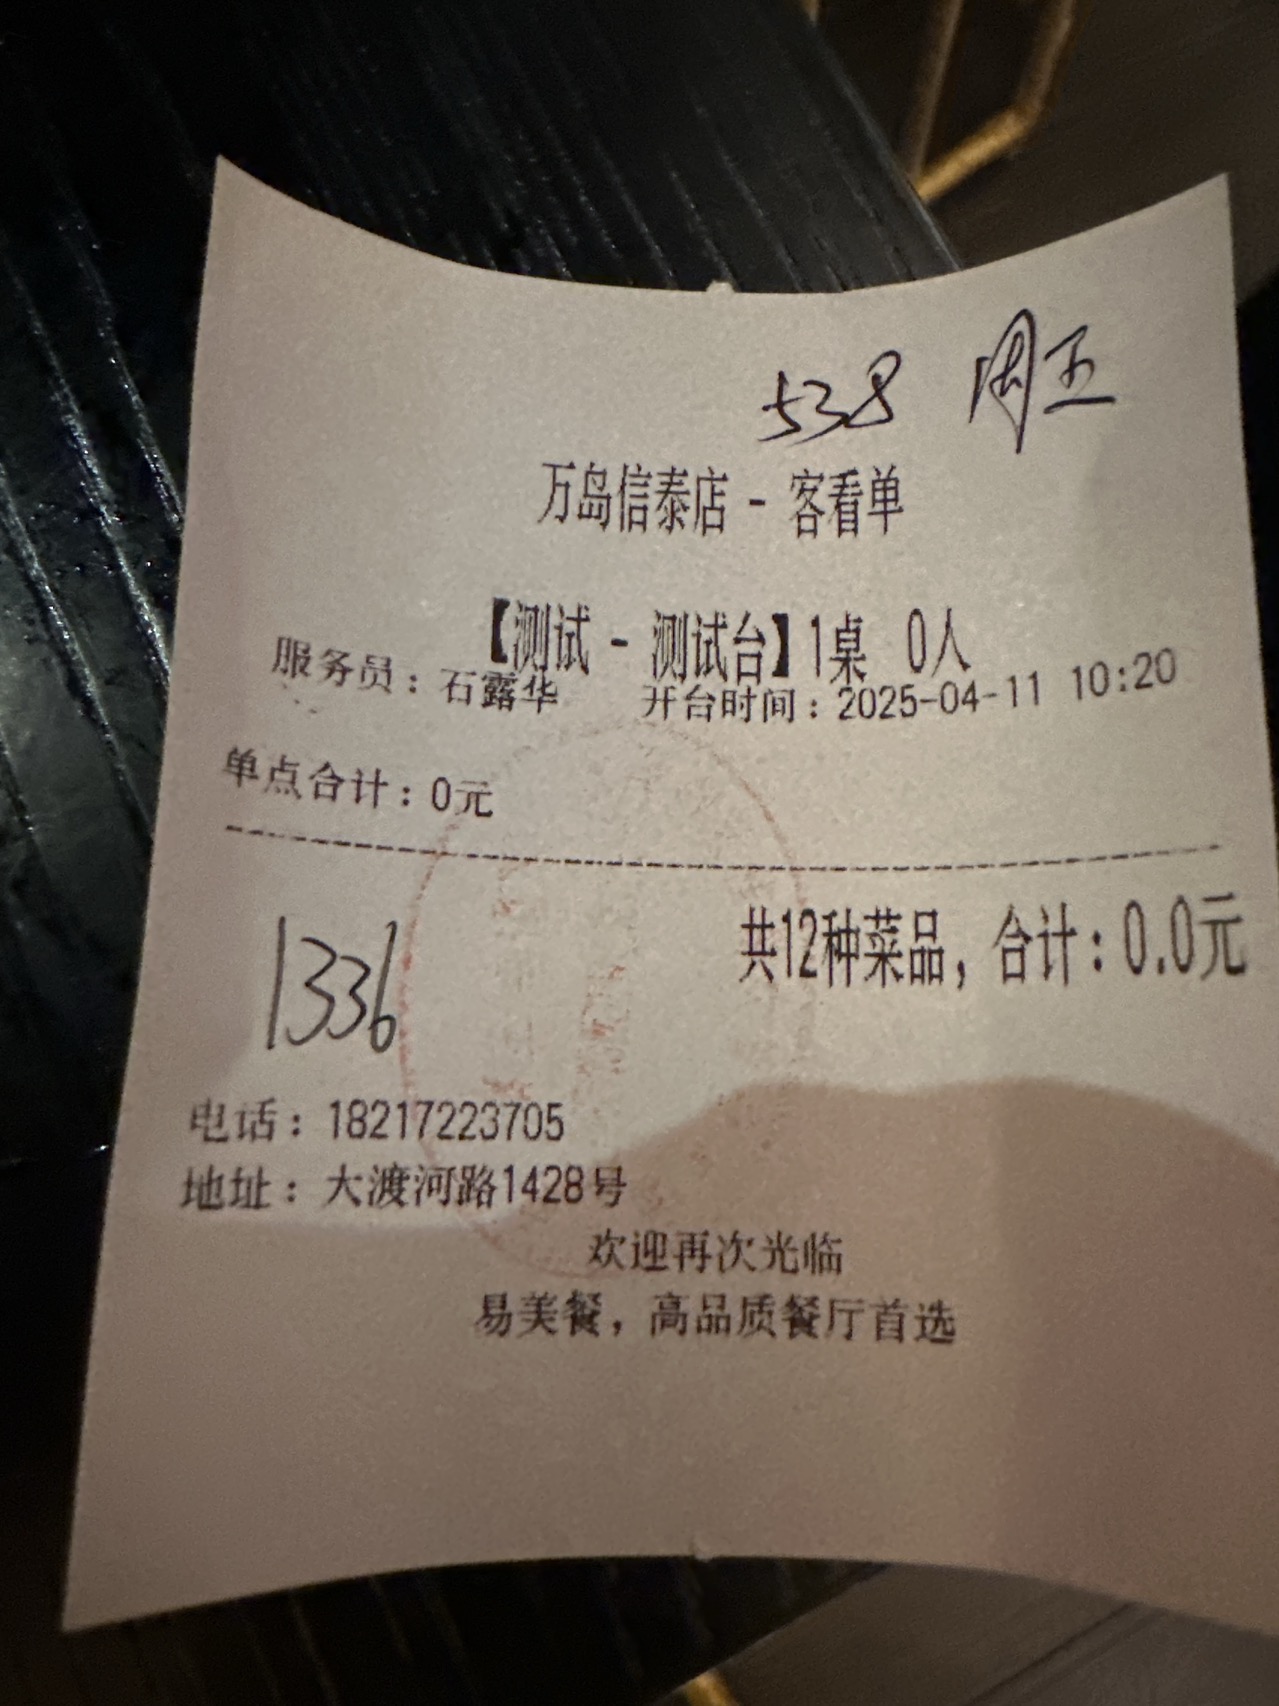 538 周五
万岛信泰店 - 客看单
【测试 - 测试台】1桌 0人
服务员：石露华 开台时间：2025-04-11 10:20
单点合计：0元
共12种菜品，合计：0.0元
1336
电话：18217223705
地址：大渡河路1428号
欢迎再次光临
易美餐，高品质餐厅首选